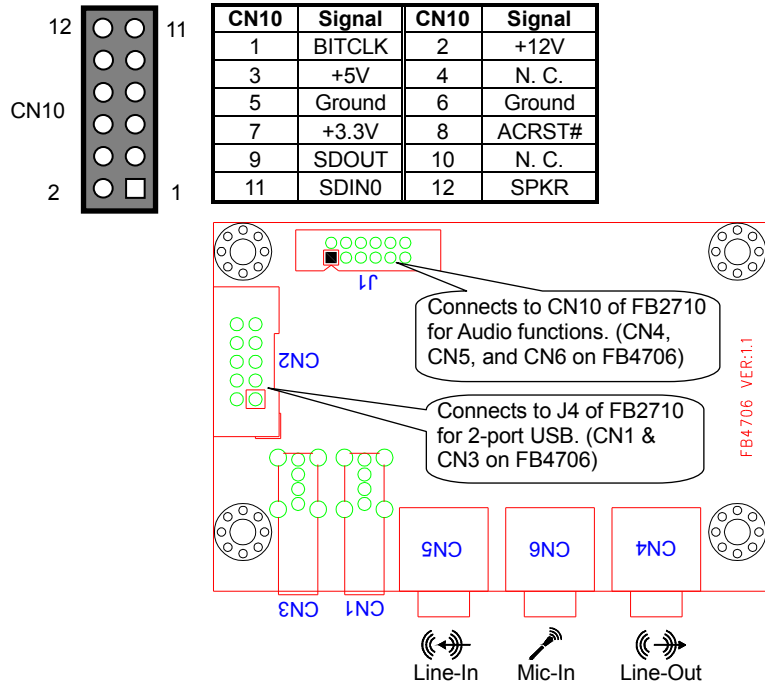 12
11
CN10
2
1
CN10 Signal CN10 Signal
1 BITCLK 2 +12V
3 +5V 4 N. C.
5 Ground 6 Ground
7 +3.3V 8 ACRST#
9 SDOUT 10 N. C.
11 SDIN0 12 SPKR
J1
Connects to CN10 of FB2710
for Audio functions. (CN4,
CN5, and CN6 on FB4706)
CN2
Connects to J4 of FB2710
for 2-port USB. (CN1 &
CN3 on FB4706)
FB4706 VER:1.1
CN5
CN6
CN4
CN3
CN1
Line-In
Mic-In
Line-Out